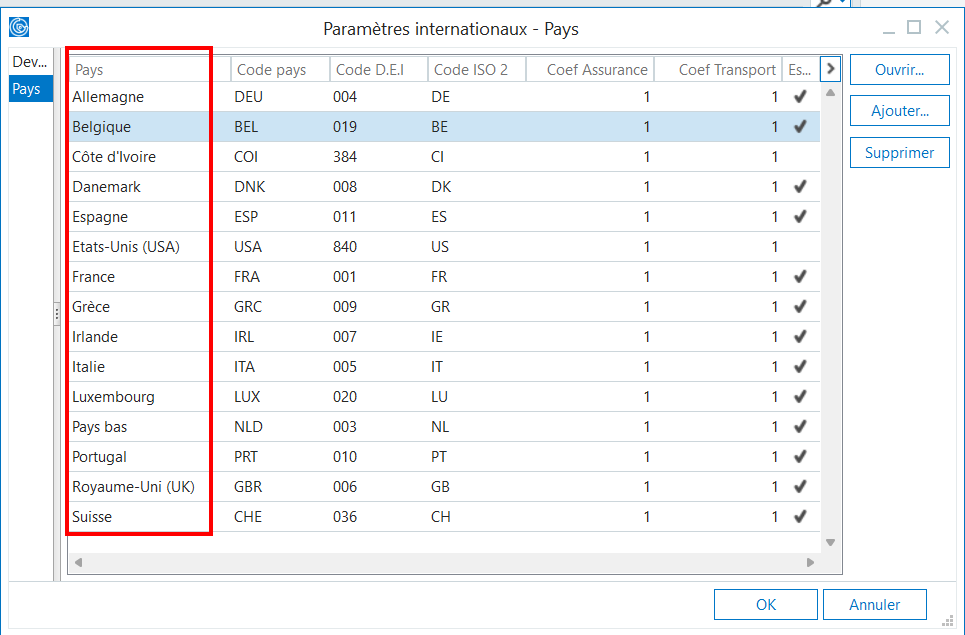 Paramètres internationaux - Pays
Dev...
Pays
Pays Code pays Code D.E.I Code ISO 2 Coef Assurance Coef Transport Es...
Allemagne DEU 004 DE 1 1
Belgique BEL 019 BE 1 1
Côte d'Ivoire COI 384 CI 1 1
Danemark DNK 008 DK 1 1
Espagne ESP 011 ES 1 1
Etats-Unis (USA) USA 840 US 1 1
France FRA 001 FR 1 1
Grèce GRC 009 GR 1 1
Irlande IRL 007 IE 1 1
Italie ITA 005 IT 1 1
Luxembourg LUX 020 LU 1 1
Pays bas NLD 003 NL 1 1
Portugal PRT 010 PT 1 1
Royaume-Uni (UK) GBR 006 GB 1 1
Suisse CHE 036 CH 1 1
Ouvrir...
Ajouter...
Supprimer
OK
Annuler